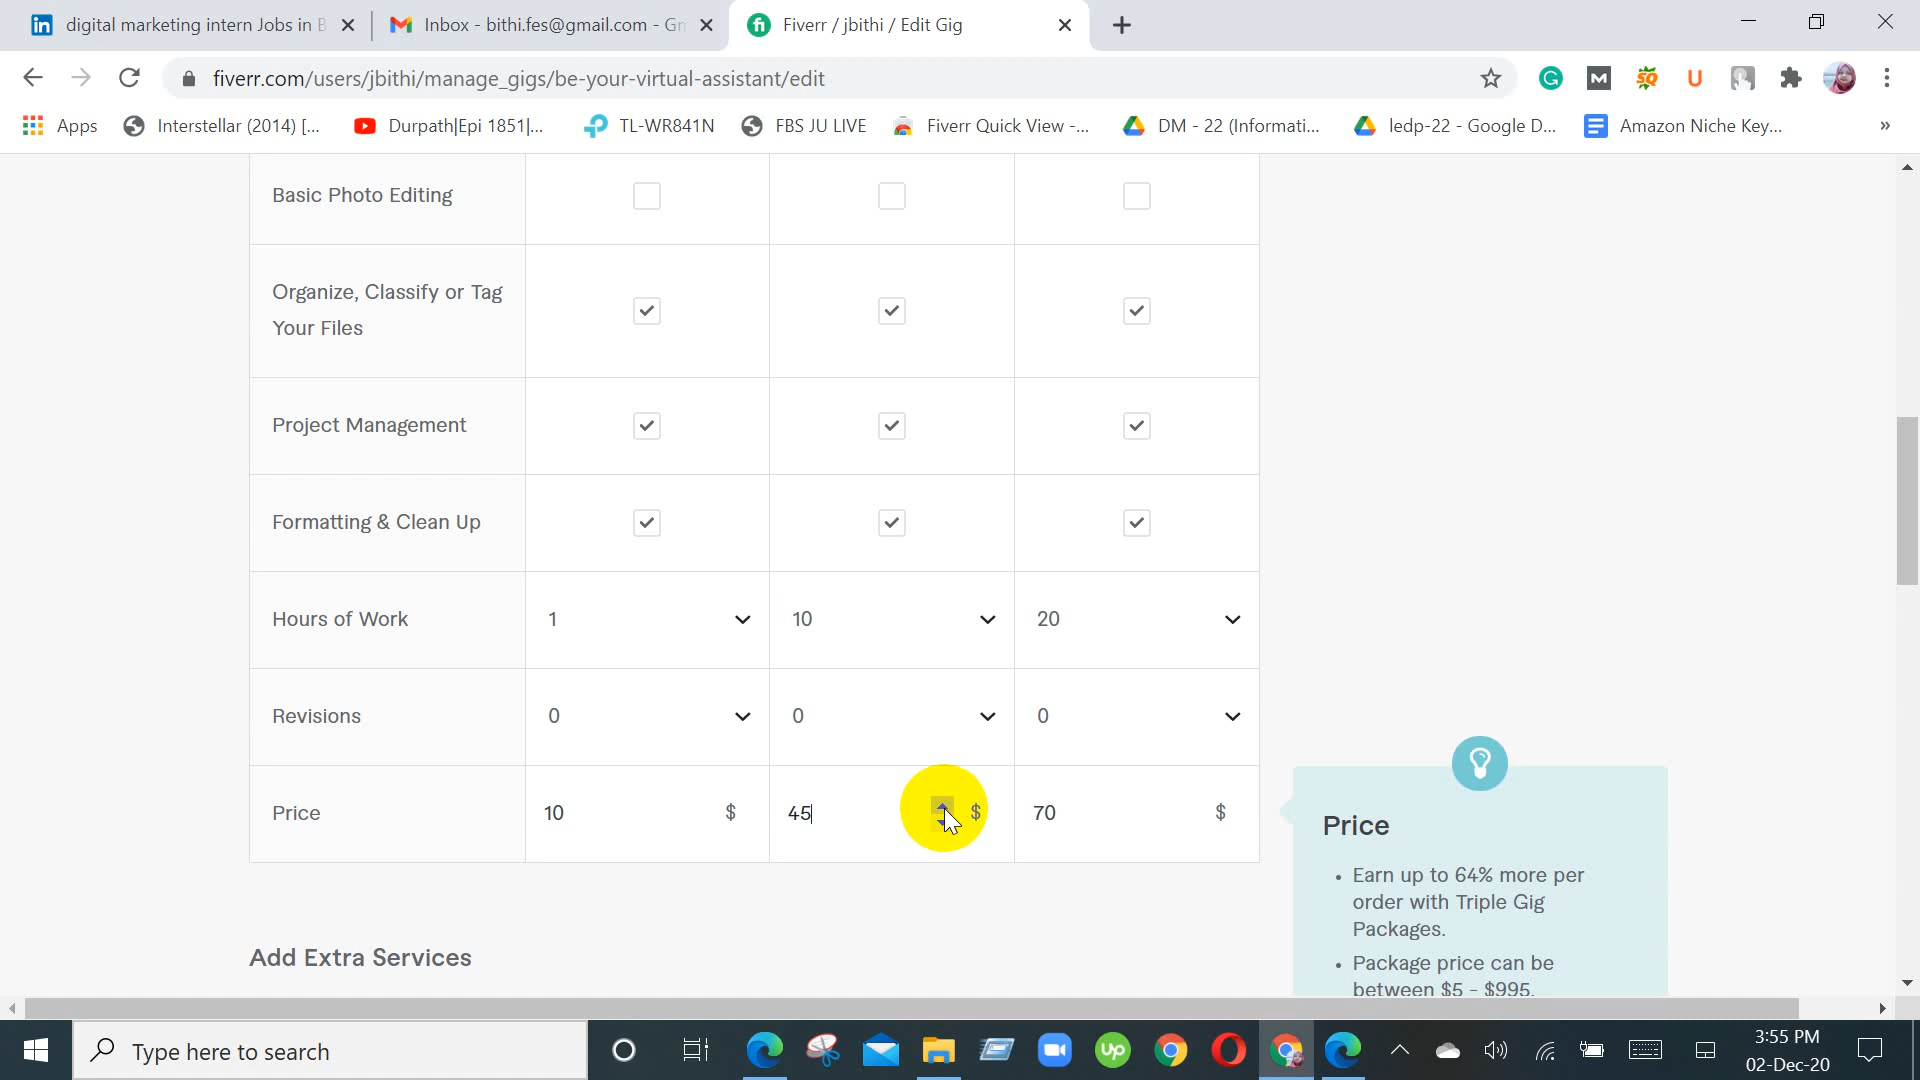 digital marketing intern Jobs in B
Inbox - bithi.fes@gmail.com - Gm
Fiverr / jbithi / Edit Gig
fiverr.com/users/jbithi/manage_gigs/be-your-virtual-assistant/edit
Apps
Interstellar (2014) [...
Durpath|Epi 1851|...
TL-WR841N
FBS JU LIVE
Fiverr Quick View -...
DM - 22 (Informati...
ledp-22 - Google D...
Amazon Niche Key...
»
Basic Photo Editing
Organize, Classify or Tag
Your Files
Project Management
Formatting & Clean Up
Hours of Work 1 10 20
Revisions 0 0 0
Price 10 $ 45 $ 70 $
Price
• Earn up to 64% more per
order with Triple Gig
Packages.
• Package price can be
between $5 - $995.
Add Extra Services
Type here to search
3:55 PM
02-Dec-20